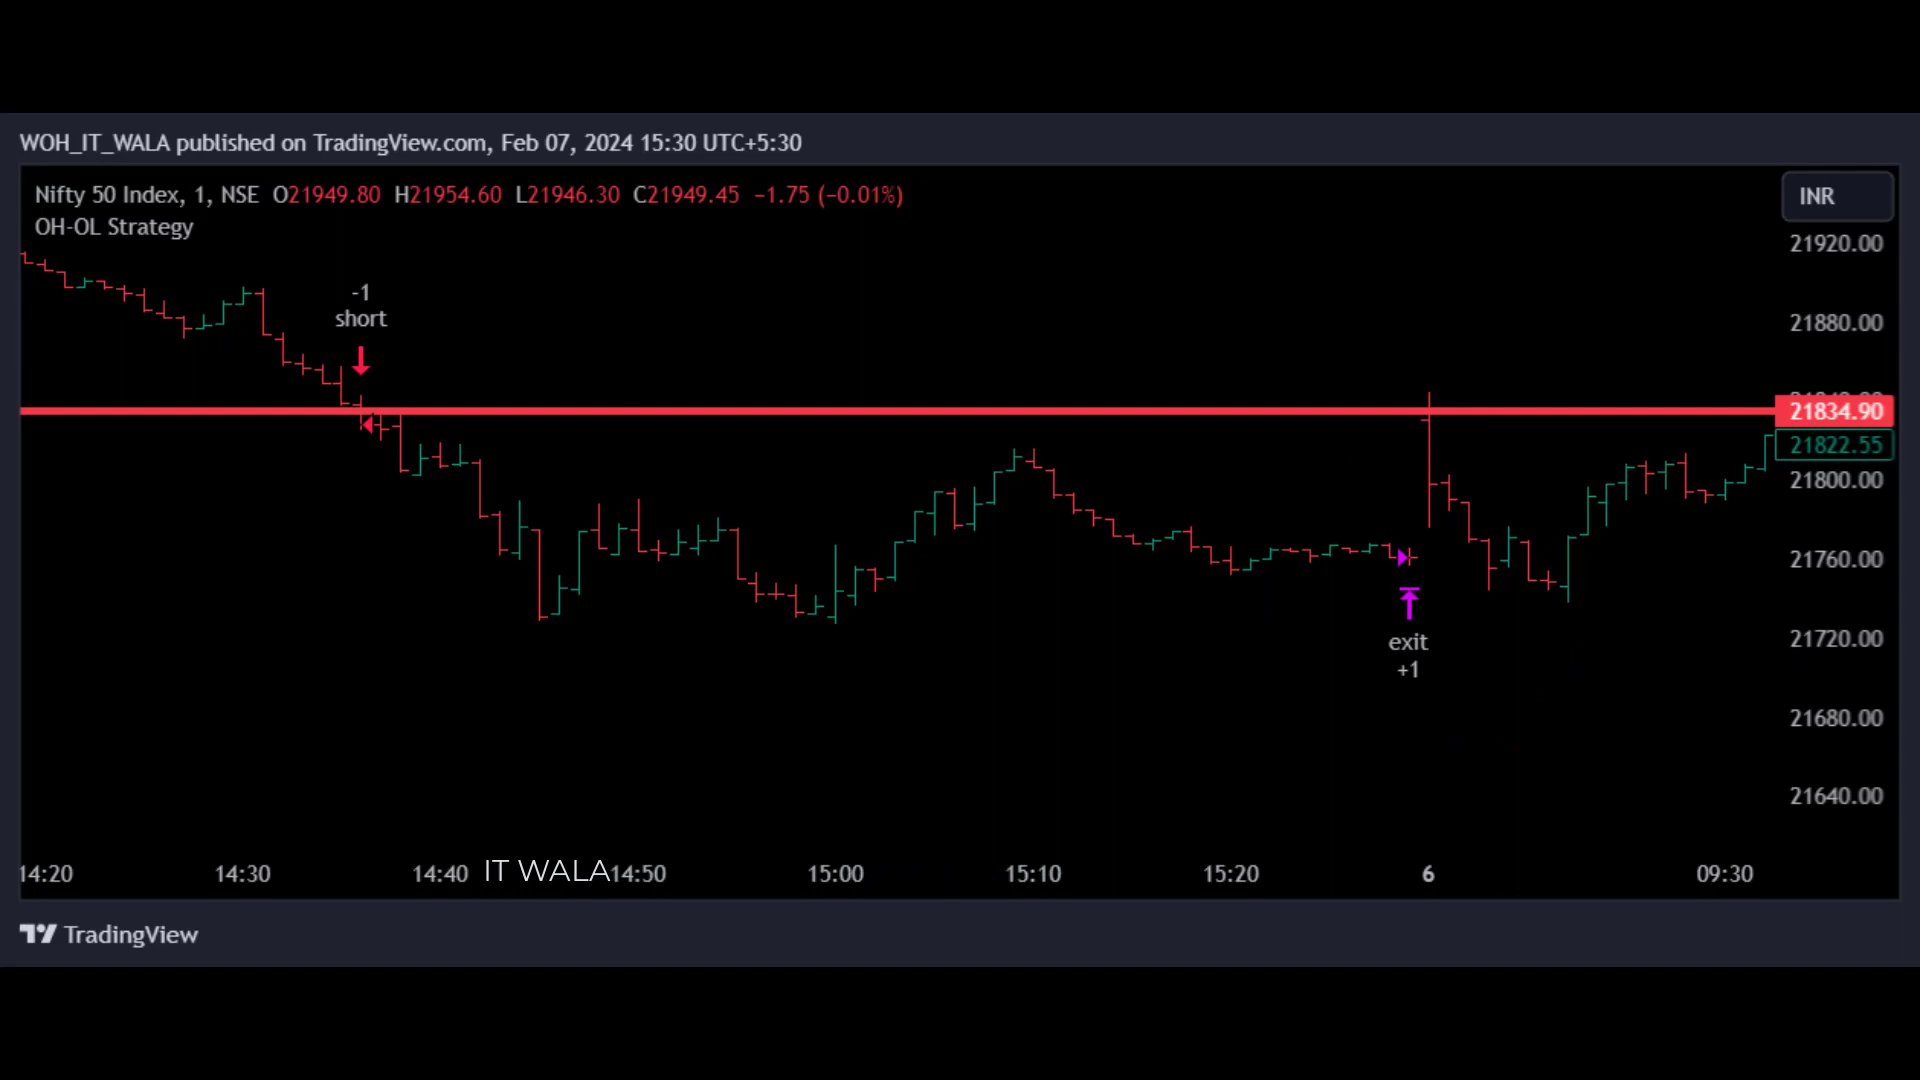 WOH_IT_WALA published on TradingView.com, Feb 07, 2024 15:30 UTC+5:30
Nifty 50 Index, 1, NSE O21949.80 H21954.60 L21946.30 C21949.45 −1.75 (−0.01%)
OH-OL Strategy
INR
21920.00
-1
short
21880.00
21834.90
21822.55
21800.00
21760.00
exit
+1
21720.00
21680.00
21640.00
14:20 14:30 14:40 IT WALA 14:50 15:00 15:10 15:20 6 09:30
TradingView